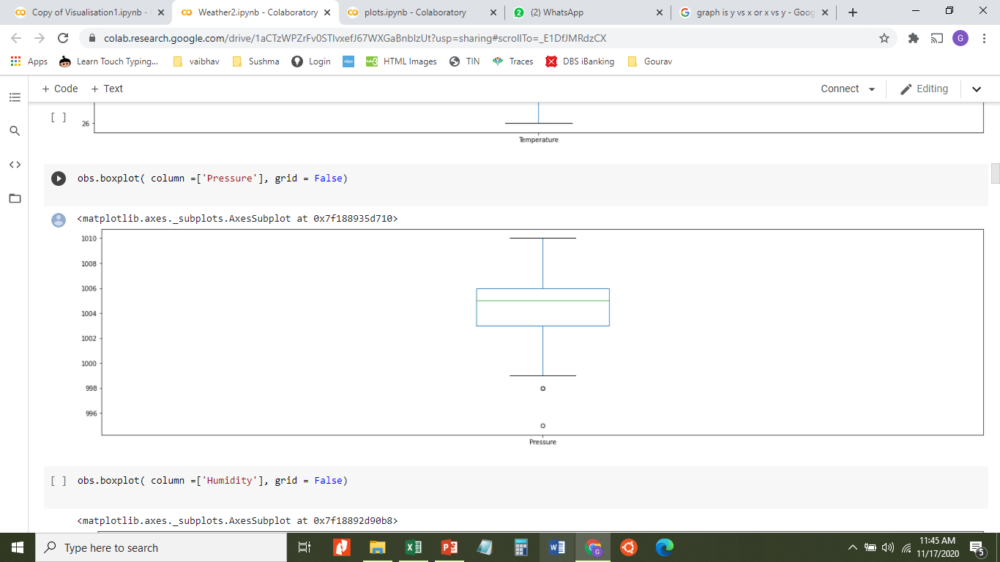 Copy of Visualisation1.ipynb -
Weather2.ipynb - Colaboratory
plots.ipynb - Colaboratory
(2) WhatsApp
graph is y vs x or x vs y - Goog
colab.research.google.com/drive/1aCTzWPZrFv0STIvxefJ67WXGaBnbIzUt?usp=sharing#scrollTo=_E1DfJMRdzCX
G
Apps
Learn Touch Typing...
vaibhav
Sushma
Login
HTML Images
TIN
Traces
DBS iBanking
Gourav
+ Code
+ Text
Connect
Editing
[ ]
26
Temperature
obs.boxplot( column =['Pressure'], grid = False)
<matplotlib.axes._subplots.AxesSubplot at 0x7f188935d710>
1010
1008
1006
1004
1002
1000
998
996
Pressure
[ ] obs.boxplot( column =['Humidity'], grid = False)
<matplotlib.axes._subplots.AxesSubplot at 0x7f18892d90b8>
Type here to search
11:45 AM
11/17/2020
5